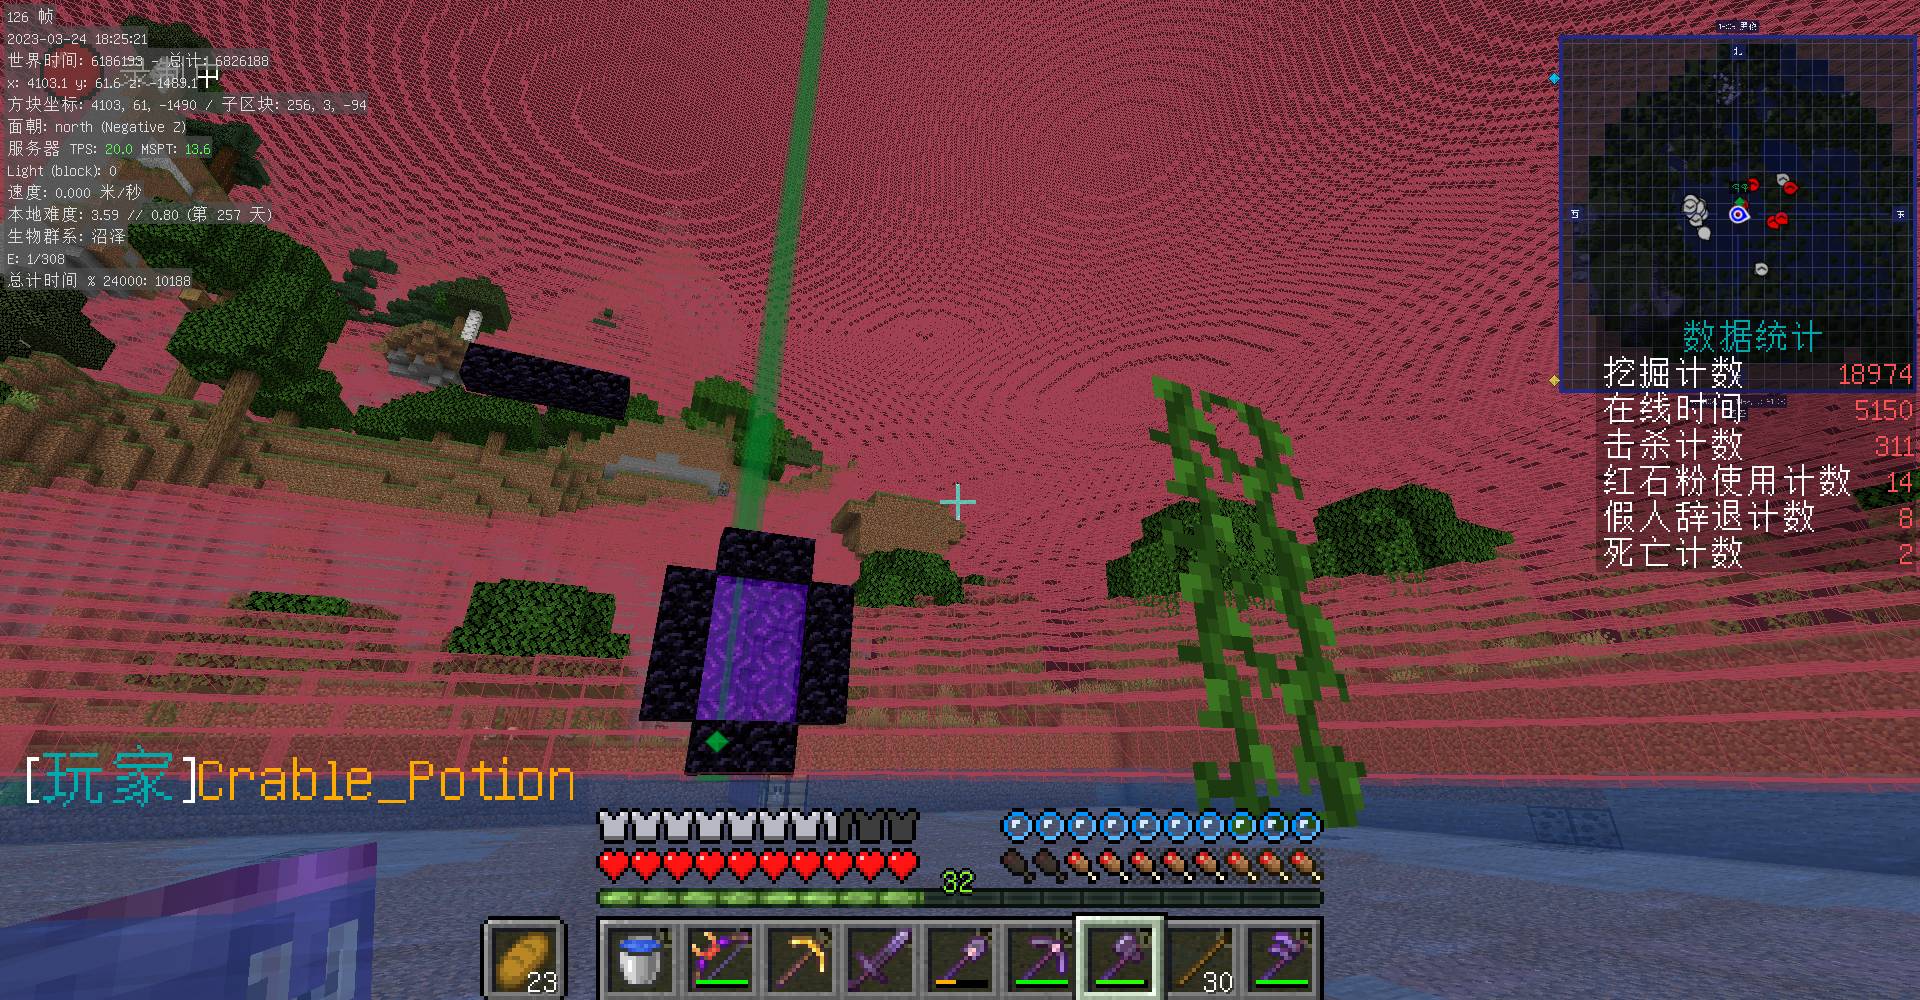 126 帧
2023-03-24 18:25:21
世界时间: 6186193 - 总计: 6826188
x: 4103.1 y: 61.6 z: -1489.1
方块坐标: 4103, 61, -1490 / 子区块: 256, 3, -94
面朝: north (Negative Z)
服务器 TPS: 20.0 MSPT: 13.6
Light (block): 0
速度: 0.000 米/秒
本地难度: 3.59 // 0.80 (第 257 天)
生物群系: 沼泽
E: 1/308
总计时间 % 24000: 10188
北
数据统计
挖掘计数 18974
在线时间 5150
击杀计数 311
红石粉使用计数 14
假人辞退计数 8
死亡计数 2
[玩家]Crable_Potion
32
23
30